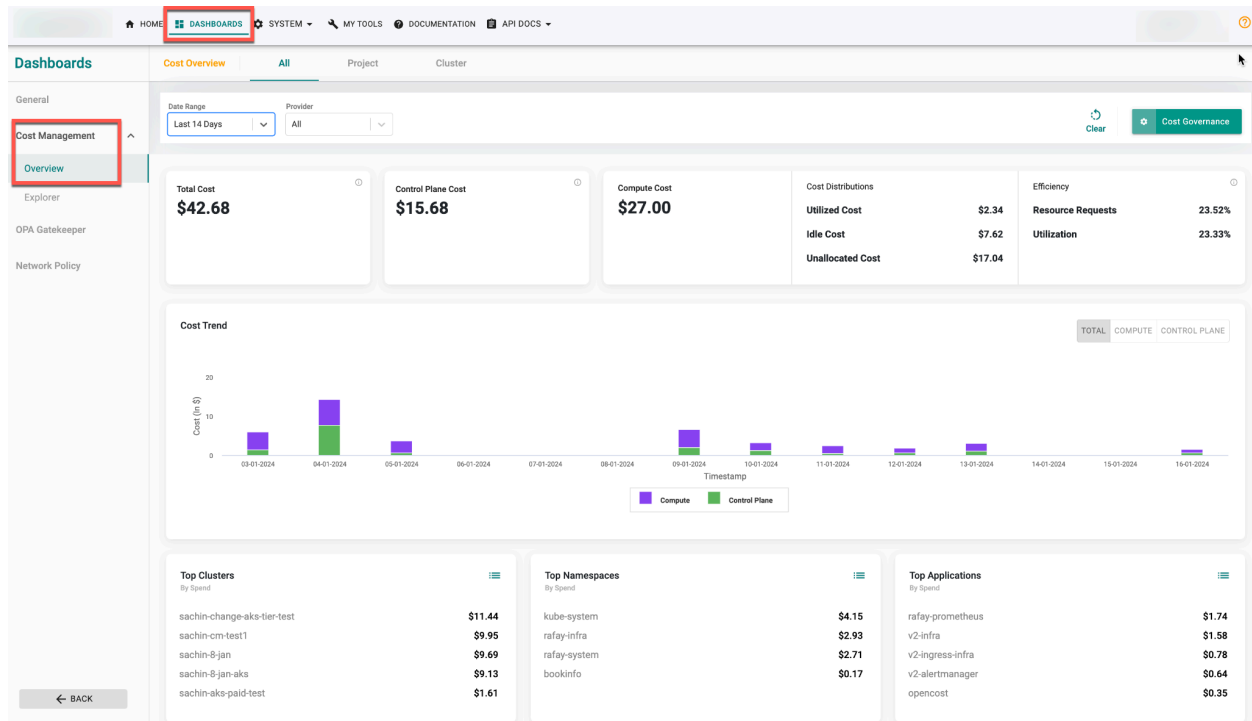 HOME DASHBOARDS SYSTEM MY TOOLS DOCUMENTATION API DOCS
Dashboards
Cost Overview All Project Cluster
General
Cost Management
Overview
Explorer
OPA Gatekeeper
Network Policy
BACK
Date Range Provider
Last 14 Days All
Clear
Cost Governance
Total Cost
$42.68
Control Plane Cost
$15.68
Compute Cost
$27.00
Cost Distributions
Utilized Cost $2.34
Idle Cost $7.62
Unallocated Cost $17.04
Efficiency
Resource Requests 23.52%
Utilization 23.33%
Cost Trend
TOTAL COMPUTE CONTROL PLANE
Cost (In $)
20
10
0
03-01-2024 04-01-2024 05-01-2024 06-01-2024 07-01-2024 08-01-2024 09-01-2024 10-01-2024 11-01-2024 12-01-2024 13-01-2024 14-01-2024 15-01-2024 16-01-2024
Timestamp
Compute Control Plane
Top Clusters
By Spend
sachin-change-aks-tier-test $11.44
sachin-cm-test1 $9.95
sachin-8-jan $9.69
sachin-8-jan-aks $9.13
sachin-aks-paid-test $1.61
Top Namespaces
By Spend
kube-system $4.15
rafay-infra $2.93
rafay-system $2.71
bookinfo $0.17
Top Applications
By Spend
rafay-prometheus $1.74
v2-infra $1.58
v2-ingress-infra $0.78
v2-alertmanager $0.64
opencost $0.35